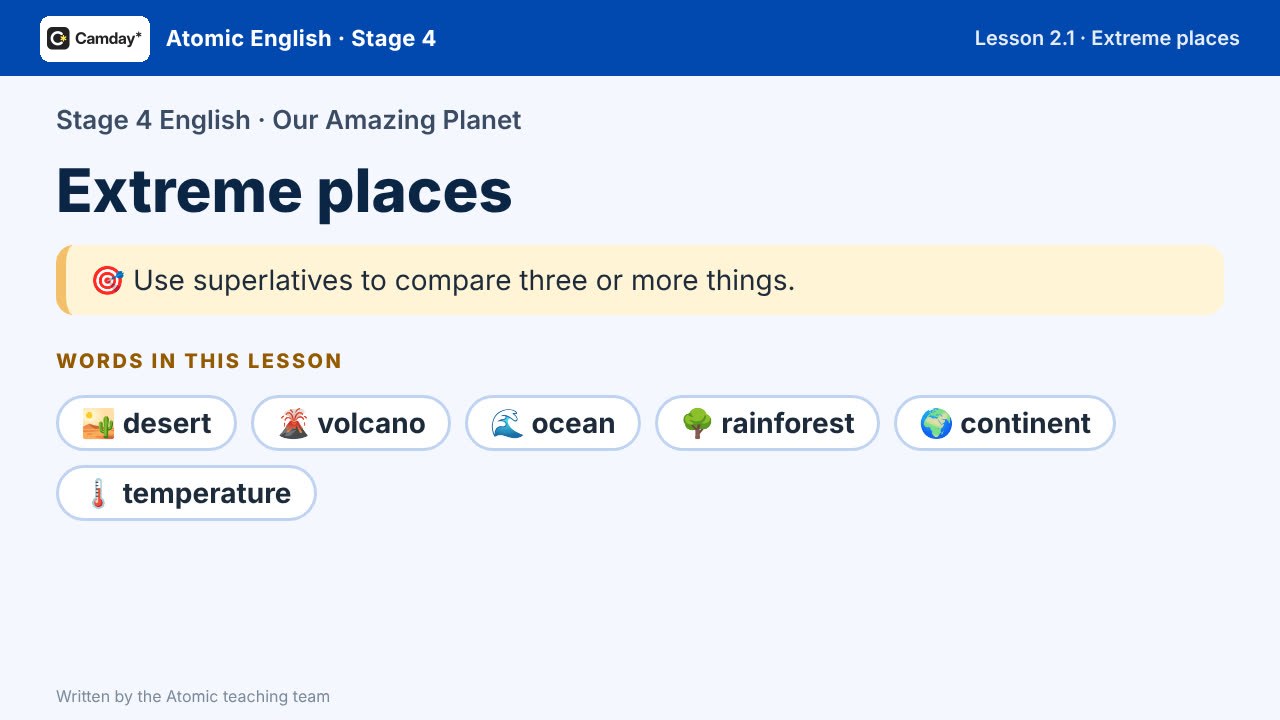 Camday* Atomic English · Stage 4
Lesson 2.1 · Extreme places
Stage 4 English · Our Amazing Planet
Extreme places
Use superlatives to compare three or more things.
WORDS IN THIS LESSON
desert
volcano
ocean
rainforest
continent
temperature
Written by the Atomic teaching team